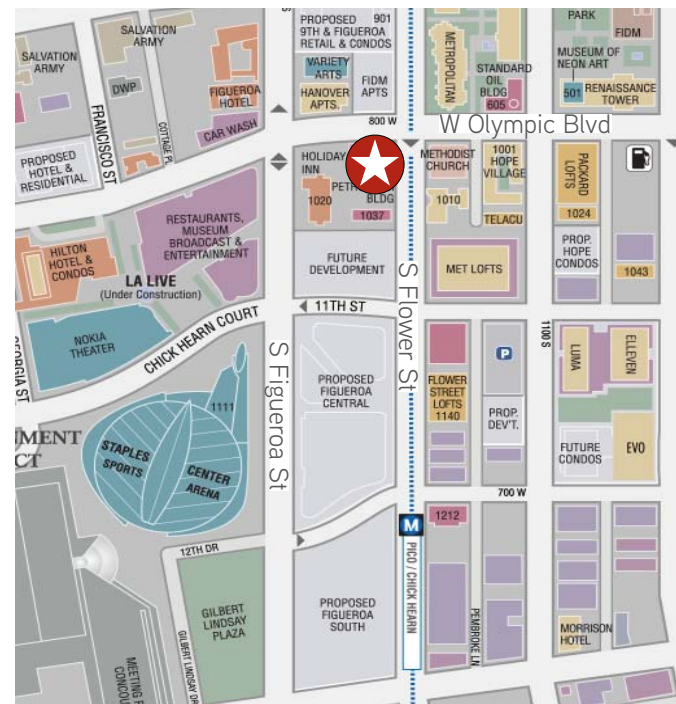 SALVATION
ARMY
SALVATION
ARMY
DWP
FIGUEROA
HOTEL
CAR WASH
FRANCISCO ST
COTTAGE PL
PROPOSED
HOTEL &
RESIDENTIAL
PROPOSED 901
9TH & FIGUEROA
RETAIL & CONDOS
VARIETY
ARTS
HANOVER
APTS.
FIDM
APTS
800 W
METROPOLITAN
STANDARD
OIL
BLDG
605
PARK
FIDM
MUSEUM OF
NEON ART
501
RENAISSANCE
TOWER
W Olympic Blvd
HOLIDAY
INN
1020
BLDG
1037
METHODIST
CHURCH
1010
1001
HOPE
VILLAGE
TELACU
PACKARD
LOFTS
1024
PROP.
HOPE
CONDOS
1043
RESTAURANTS,
MUSEUM
BROADCAST &
ENTERTAINMENT
HILTON
HOTEL &
CONDOS
LA LIVE
(Under Construction)
FUTURE
DEVELOPMENT
MET LOFTS
S Flower St
11TH ST
NOKIA
THEATER
CHICK HEARN COURT
GEORGIA ST
S Figueroa St
PROPOSED
FIGUEROA
CENTRAL
FLOWER
STREET
LOFTS
1140
P
PROP.
DEV'T.
1100 S
LUMA
ELLEVEN
FUTURE
CONDOS
EVO
1111
STAPLES
SPORTS
CENTER
ARENA
NMENT
CT
700 W
12TH DR
M
PICO / CHICK HEARN
1212
GILBERT
LINDSAY
PLAZA
GILBERT LINDSAY DR
PROPOSED
FIGUEROA
SOUTH
PEMBROKE LN
MORRISON
HOTEL